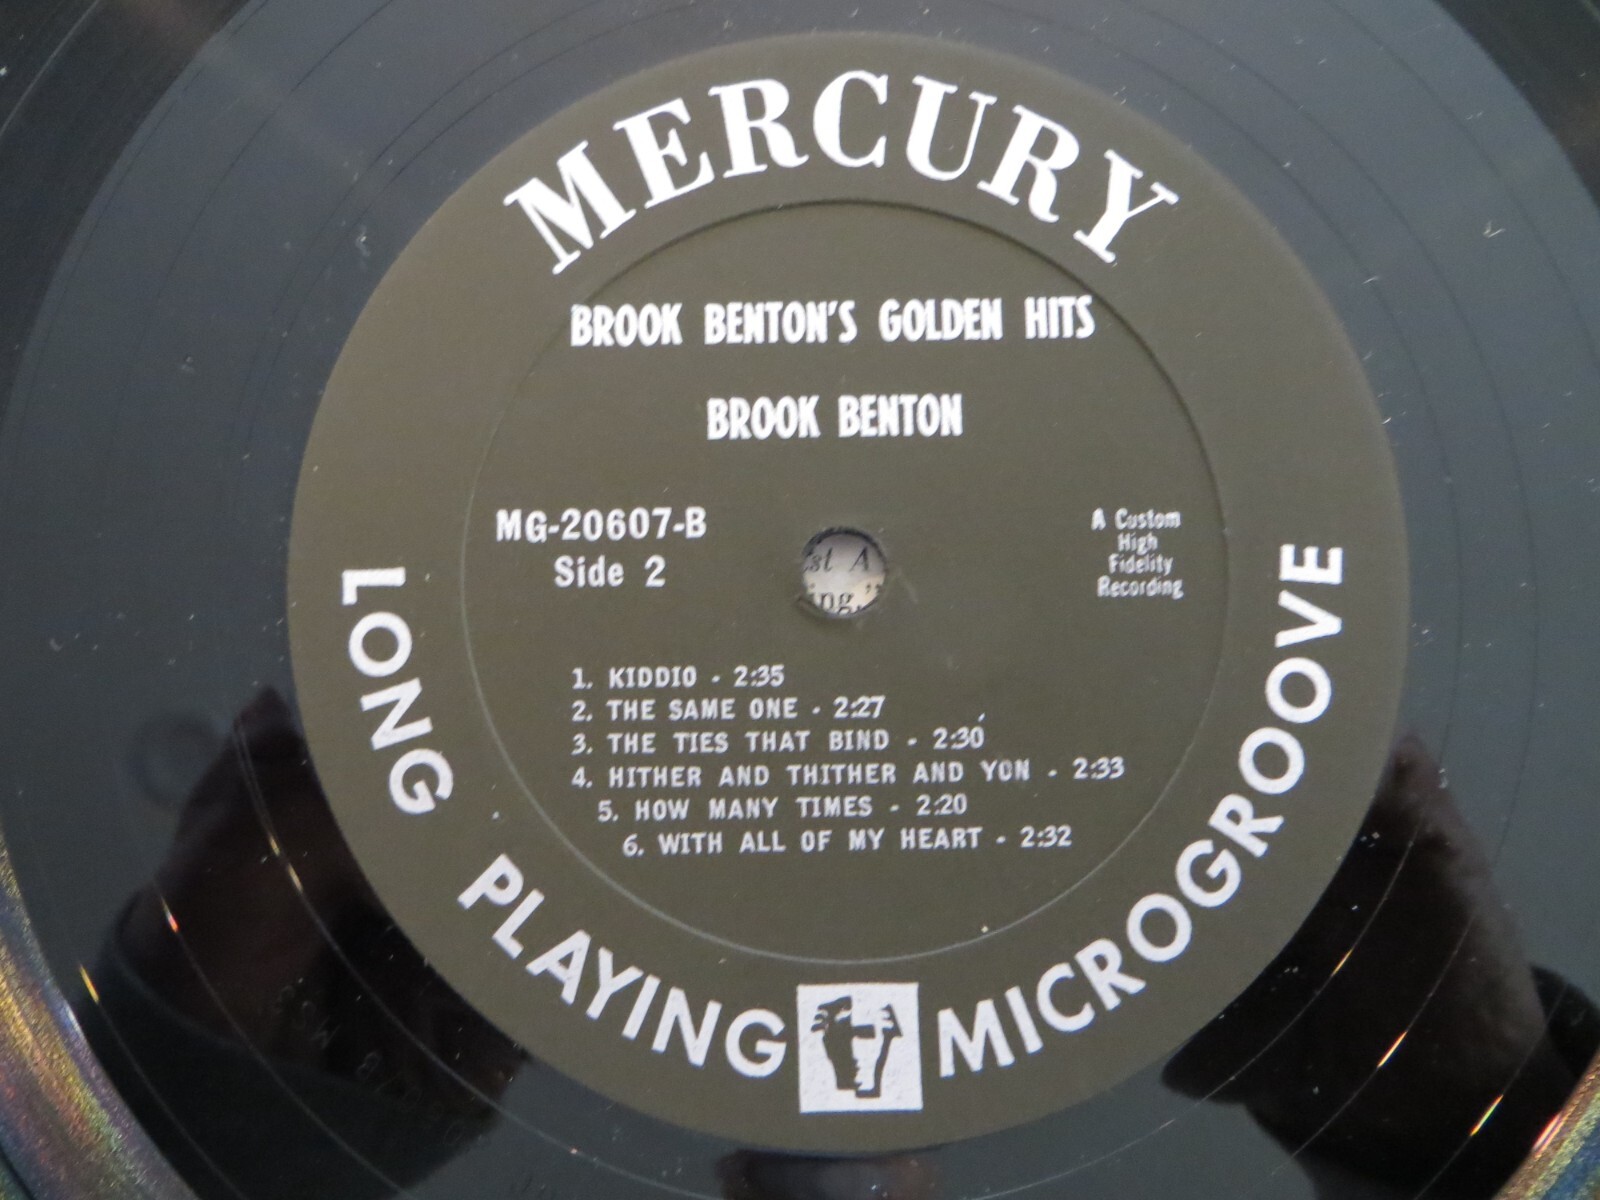 MERCURY
BROOK BENTON'S GOLDEN HITS
BROOK BENTON
MG-20607-B
Side 2
A Custom
High
Fidelity
Recording
st A
ing,"
1. KIDDIO - 2:35
2. THE SAME ONE - 2:27
3. THE TIES THAT BIND - 2:30
4. HITHER AND THITHER AND YON - 2:33
5. HOW MANY TIMES - 2:20
6. WITH ALL OF MY HEART - 2:32
LONG PLAYING MICROGROOVE